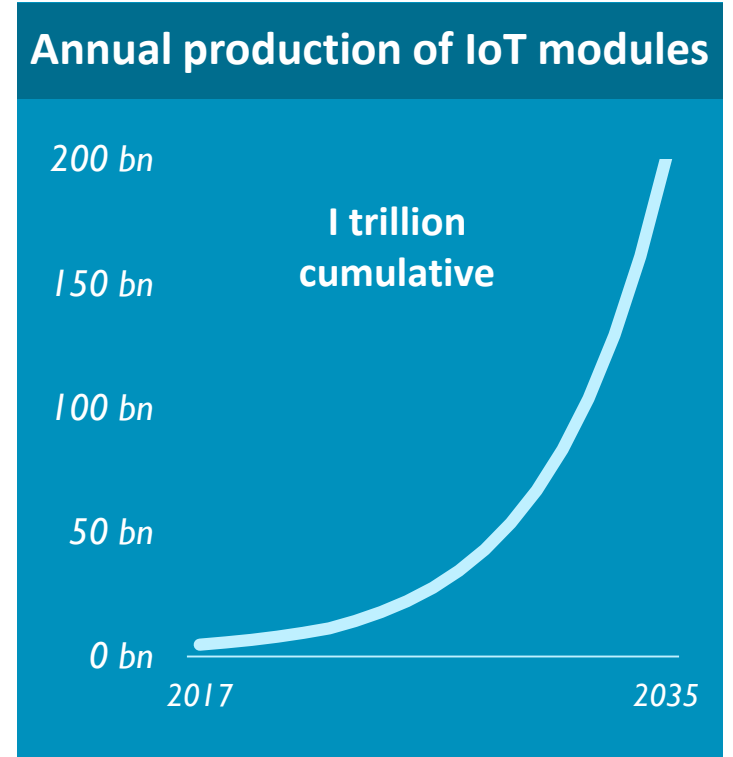 Annual production of IoT modules
200 bn
1 trillion
cumulative
150 bn
100 bn
50 bn
0 bn
2017
2035